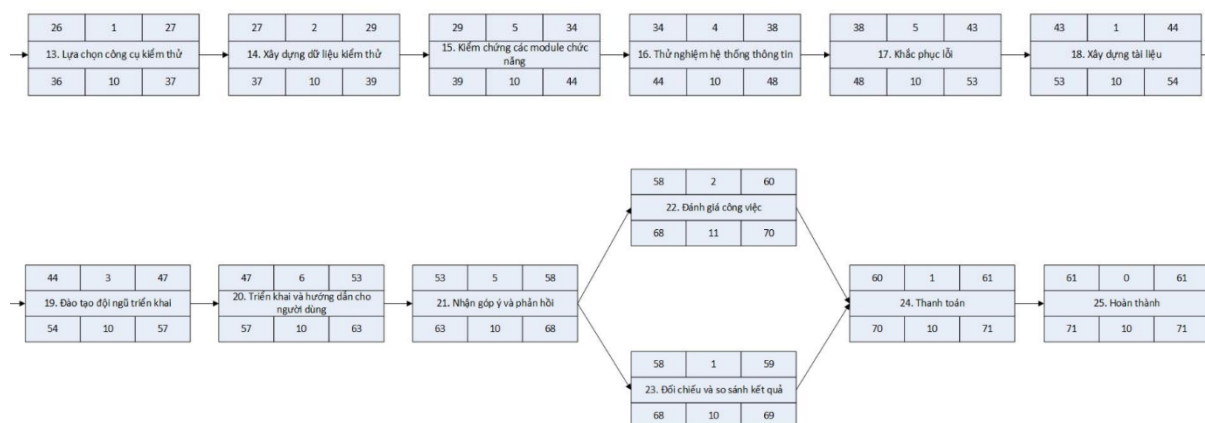 26 1 27
13. Lựa chọn công cụ kiểm thử
36 10 37
27 2 29
14. Xây dựng dữ liệu kiểm thử
37 10 39
29 5 34
15. Kiểm chứng các module chức
năng
39 10 44
34 4 38
16. Thử nghiệm hệ thống thông tin
44 10 48
38 5 43
17. Khắc phục lỗi
48 10 53
43 1 44
18. Xây dựng tài liệu
53 10 54
44 3 47
19. Đào tạo đội ngũ triển khai
54 10 57
47 6 53
20. Triển khai và hướng dẫn cho
người dùng
57 10 63
53 5 58
21. Nhận góp ý và phản hồi
63 10 68
58 2 60
22. Đánh giá công việc
68 11 70
58 1 59
23. Đối chiếu và so sánh kết quả
68 10 69
60 1 61
24. Thanh toán
70 10 71
61 0 61
25. Hoàn thành
71 10 71